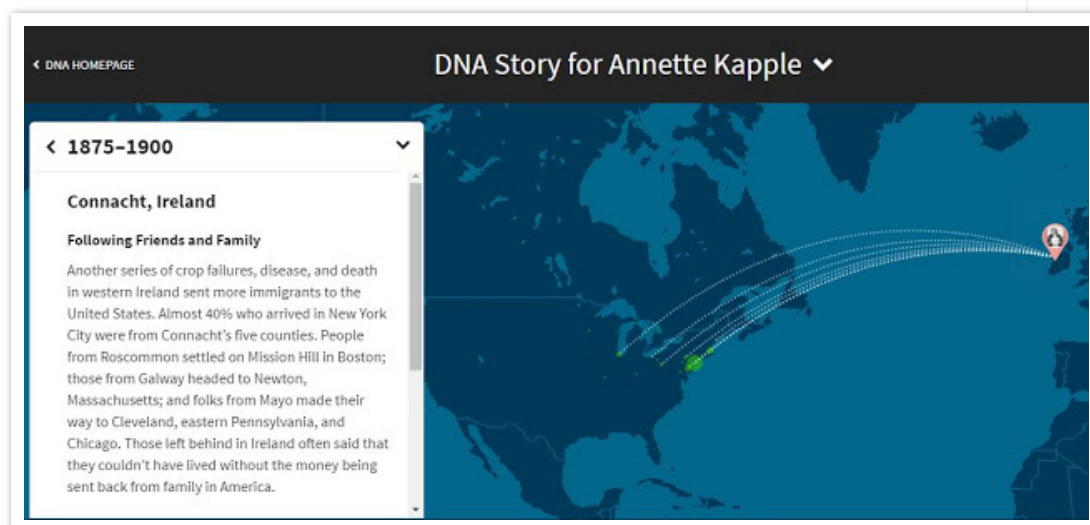 < DNA HOMEPAGE
DNA Story for Annette Kapple
< 1875–1900
Connacht, Ireland
Following Friends and Family
Another series of crop failures, disease, and death
in western Ireland sent more immigrants to the
United States. Almost 40% who arrived in New York
City were from Connacht's five counties. People
from Roscommon settled on Mission Hill in Boston;
those from Galway headed to Newton,
Massachusetts; and folks from Mayo made their
way to Cleveland, eastern Pennsylvania, and
Chicago. Those left behind in Ireland often said that
they couldn't have lived without the money being
sent back from family in America.